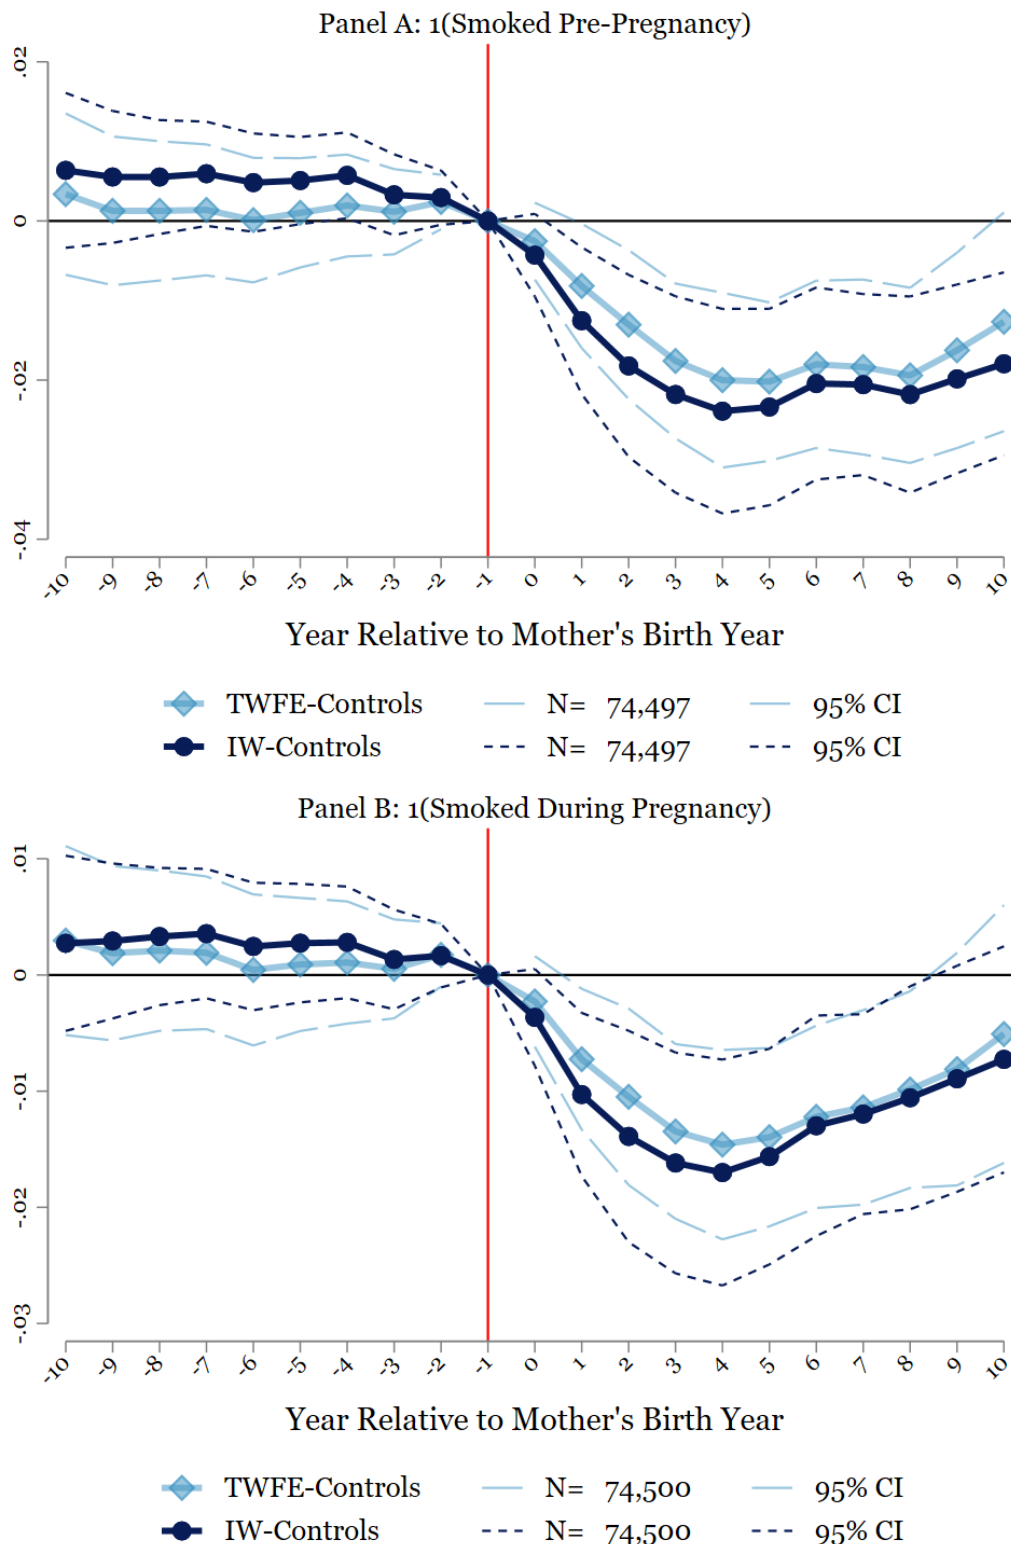 Panel A: 1(Smoked Pre-Pregnancy)
.02
0
-.02
-.04
-10 -9 -8 -7 -6 -5 -4 -3 -2 -1 0 1 2 3 4 5 6 7 8 9 10
Year Relative to Mother's Birth Year
TWFE-Controls N= 74,497 95% CI
IW-Controls N= 74,497 95% CI
Panel B: 1(Smoked During Pregnancy)
.01
0
-.01
-.02
-.03
-10 -9 -8 -7 -6 -5 -4 -3 -2 -1 0 1 2 3 4 5 6 7 8 9 10
Year Relative to Mother's Birth Year
TWFE-Controls N= 74,500 95% CI
IW-Controls N= 74,500 95% CI